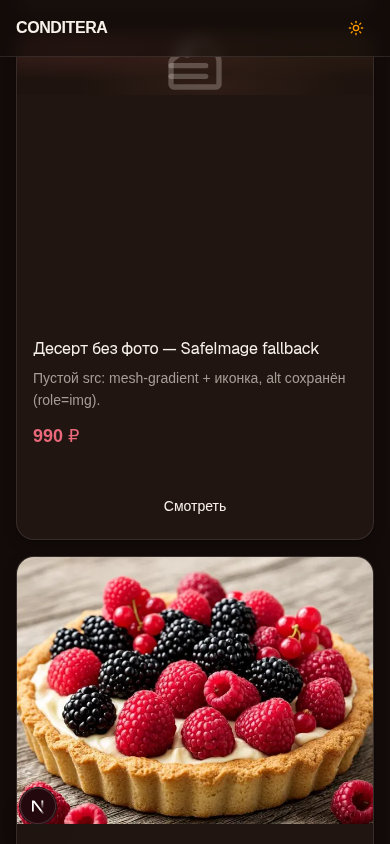 CONDITERA
Десерт без фото — SafeImage fallback
Пустой src: mesh-gradient + иконка, alt сохранён
(role=img).
990 ₽
Смотреть
N